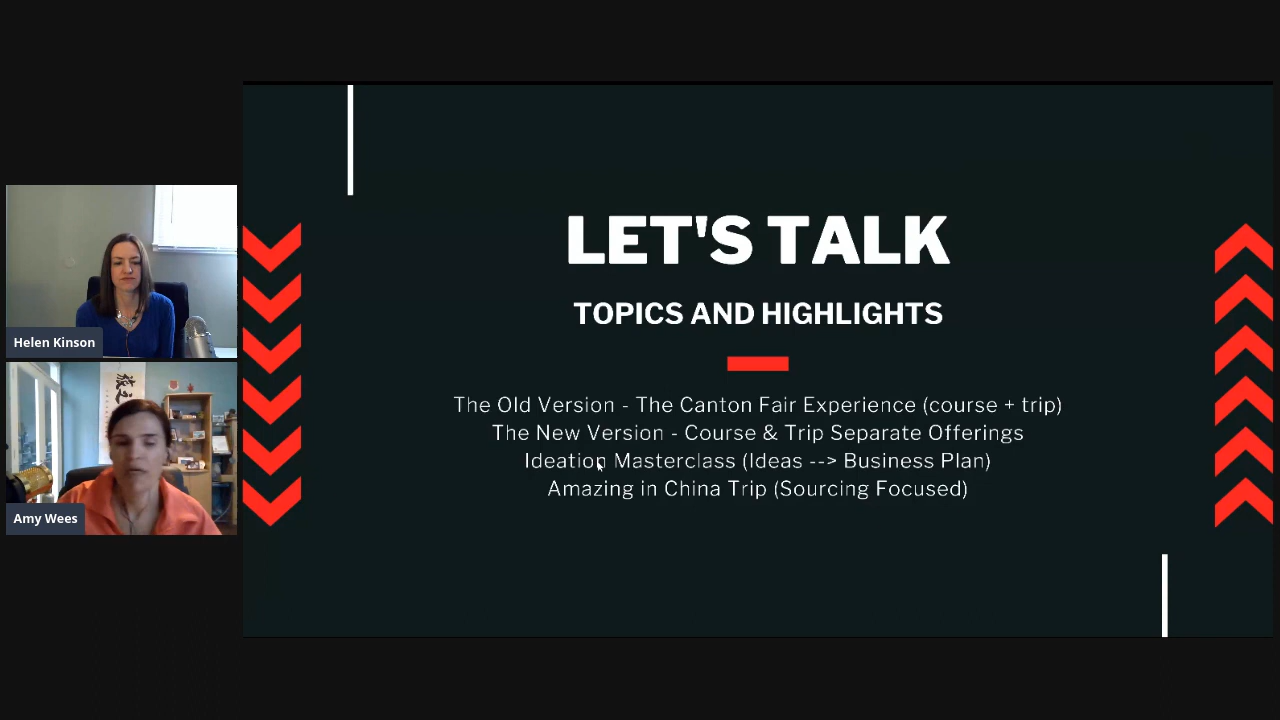 LET'S TALK
TOPICS AND HIGHLIGHTS
The Old Version - The Canton Fair Experience (course + trip)
The New Version - Course & Trip Separate Offerings
Ideation Masterclass (Ideas --> Business Plan)
Amazing in China Trip (Sourcing Focused)
Helen Kinson
Amy Wees